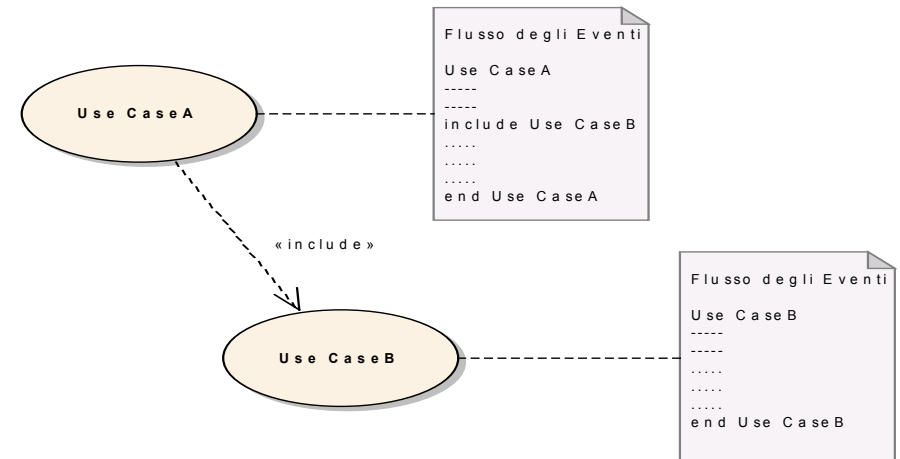 Flusso degli Eventi
Use CaseA
-----
-----
include Use CaseB
.....
.....
.....
end Use CaseA
Use CaseA
«include»
Flusso degli Eventi
Use CaseB
-----
-----
.....
.....
.....
end Use CaseB
Use CaseB